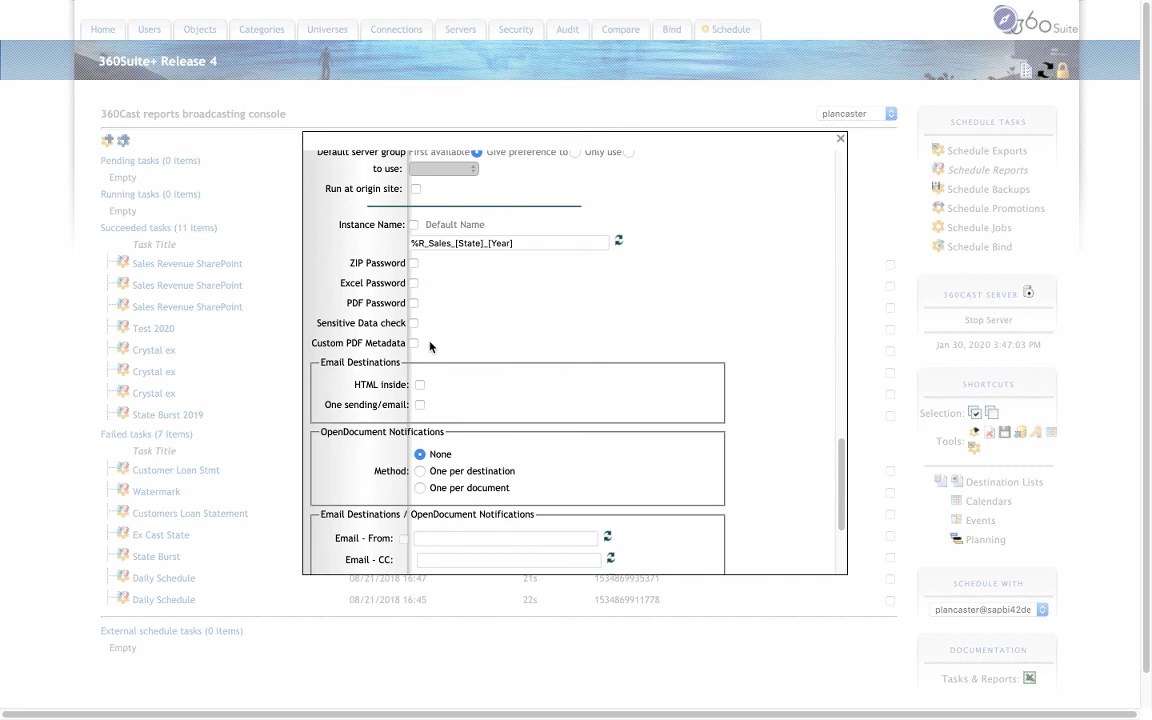 Home Users Objects Categories Universes Connections Servers Security Audit Compare Bind Schedule
360Suite
360Suite+ Release 4
360Cast reports broadcasting console
plancaster
Pending tasks (0 items)
Empty
Running tasks (0 items)
Empty
Succeeded tasks (11 items)
Task Title
Sales Revenue SharePoint
Sales Revenue SharePoint
Sales Revenue SharePoint
Test 2020
Crystal ex
Crystal ex
Crystal ex
State Burst 2019
Failed tasks (7 items)
Task Title
Customer Loan Stmt
Watermark
Customers Loan Statement
Ex Cast State
State Burst
Daily Schedule 08/21/2018 16:47 21s 1534869935371
Daily Schedule 08/21/2018 16:45 22s 1534869911778
External schedule tasks (0 items)
Empty
Default server group First available Give preference to Only use
to use:
Run at origin site:
Instance Name: Default Name
%R_Sales_[State]_[Year]
ZIP Password
Excel Password
PDF Password
Sensitive Data check
Custom PDF Metadata
Email Destinations
HTML inside:
One sending/email:
OpenDocument Notifications
None
Method: One per destination
One per document
Email Destinations / OpenDocument Notifications
Email - From:
Email - CC:
SCHEDULE TASKS
Schedule Exports
Schedule Reports
Schedule Backups
Schedule Promotions
Schedule Jobs
Schedule Bind
360CAST SERVER
Stop Server
Jan 30, 2020 3:47:03 PM
SHORTCUTS
Selection:
Tools:
Destination Lists
Calendars
Events
Planning
SCHEDULE WITH
plancaster@sapbi42de
DOCUMENTATION
Tasks & Reports: